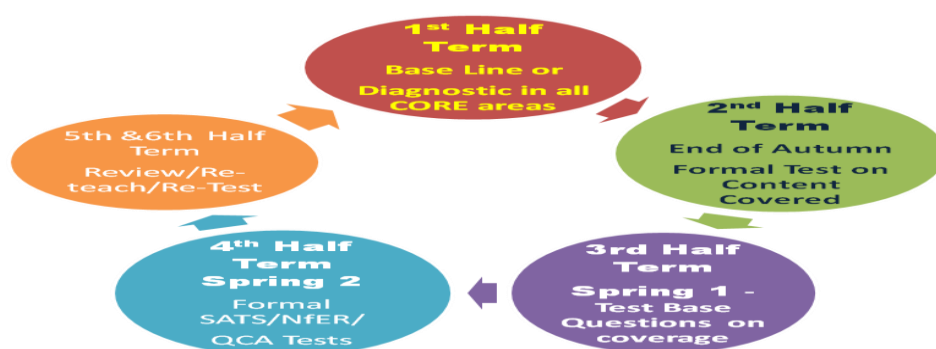 1st Half
Term
Base Line or
Diagnostic in all
CORE areas
2nd Half
Term
End of Autumn
Formal Test on
Content
Covered
3rd Half
Term
Spring 1 -
Test Base
Questions on
coverage
4th Half
Term
Spring 2
Formal
SATS/NfER/
QCA Tests
5th &6th Half
Term
Review/Re-
teach/Re-Test